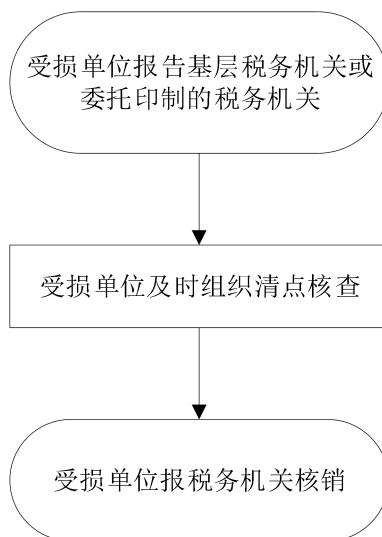 受损单位报告基层税务机关或
委托印制的税务机关
受损单位及时组织清点核查
受损单位报税务机关核销